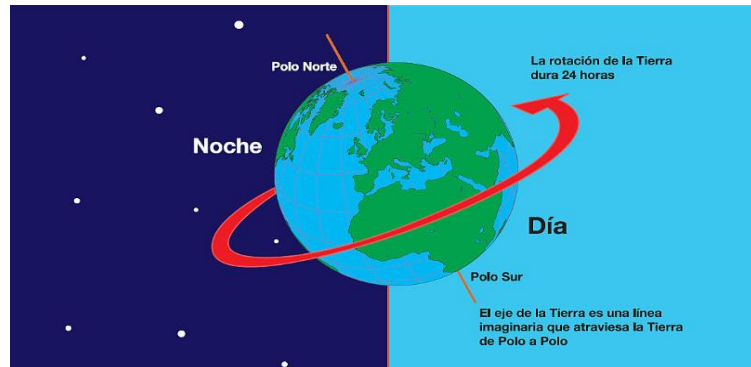 Polo Norte
La rotación de la Tierra
dura 24 horas
Noche
Día
Polo Sur
El eje de la Tierra es una línea
imaginaria que atraviesa la Tierra
de Polo a Polo